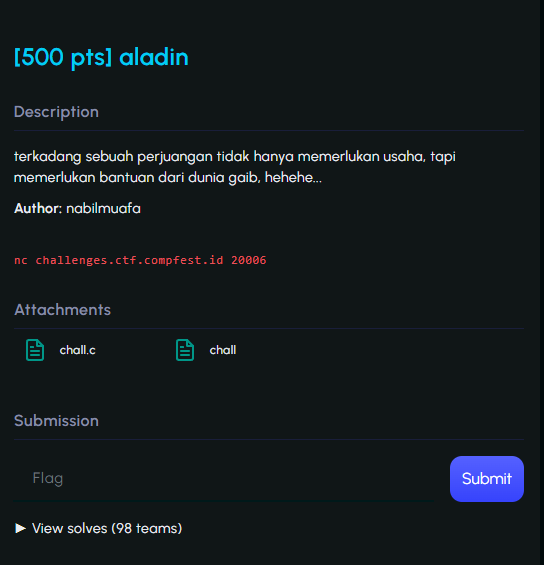 [500 pts] aladin
Description
terkadang sebuah perjuangan tidak hanya memerlukan usaha, tapi
memerlukan bantuan dari dunia gaib, hehehe...
Author: nabilmuafa
nc challenges.ctf.compfest.id 20006
Attachments
chall.c chall
Submission
Flag Submit
► View solves (98 teams)